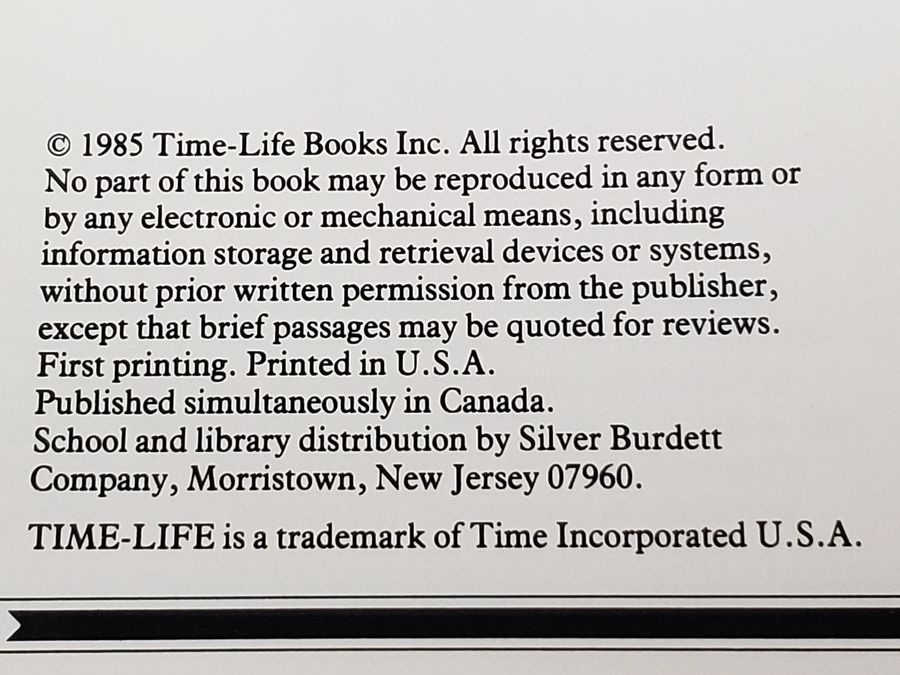 © 1985 Time-Life Books Inc. All rights reserved.
No part of this book may be reproduced in any form or
by any electronic or mechanical means, including
information storage and retrieval devices or systems,
without prior written permission from the publisher,
except that brief passages may be quoted for reviews.
First printing. Printed in U.S.A.
Published simultaneously in Canada.
School and library distribution by Silver Burdett
Company, Morristown, New Jersey 07960.
TIME-LIFE is a trademark of Time Incorporated U.S.A.